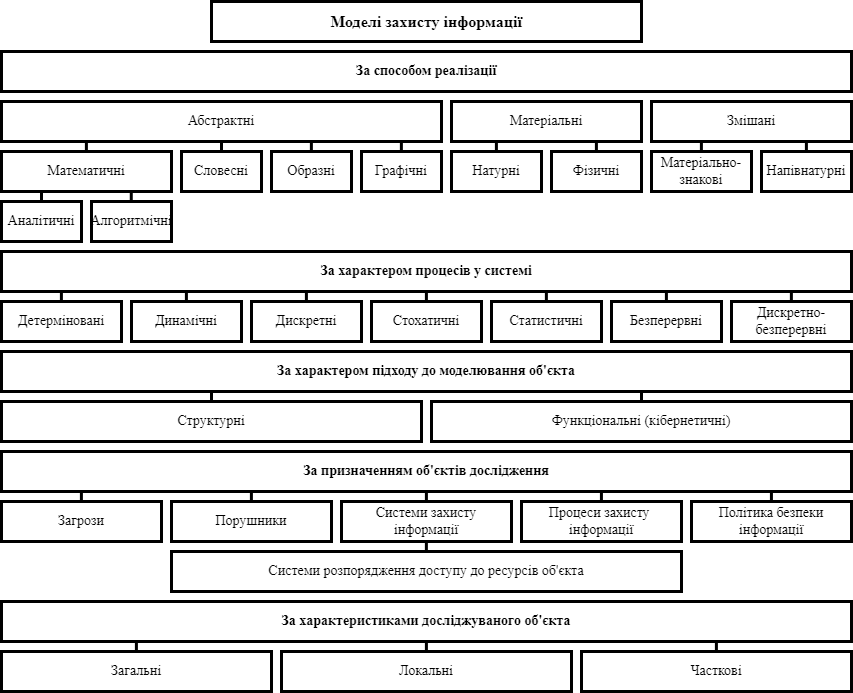 Моделі захисту інформації
За способом реалізації
Абстрактні
Матеріальні
Змішані
Математичні
Словесні
Образні
Графічні
Натурні
Фізичні
Матеріально-
знакові
Напівнатурні
Аналітичні
Алгоритмічні
За характером процесів у системі
Детерміновані
Динамічні
Дискретні
Стохатичні
Статистичні
Безперервні
Дискретно-
безперервні
За характером підходу до моделювання об'єкта
Структурні
Функціональні (кібернетичні)
За призначенням об'єктів дослідження
Загрози
Порушники
Системи захисту
інформації
Процеси захисту
інформації
Політика безпеки
інформації
Системи розпорядження доступу до ресурсів об'єкта
За характеристиками досліджуваного об'єкта
Загальні
Локальні
Часткові